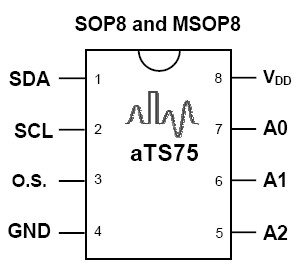 SOP8 and MSOP8
SDA 1 8 VDD
SCL 2 7 A0
aTS75
O.S. 3 6 A1
GND 4 5 A2